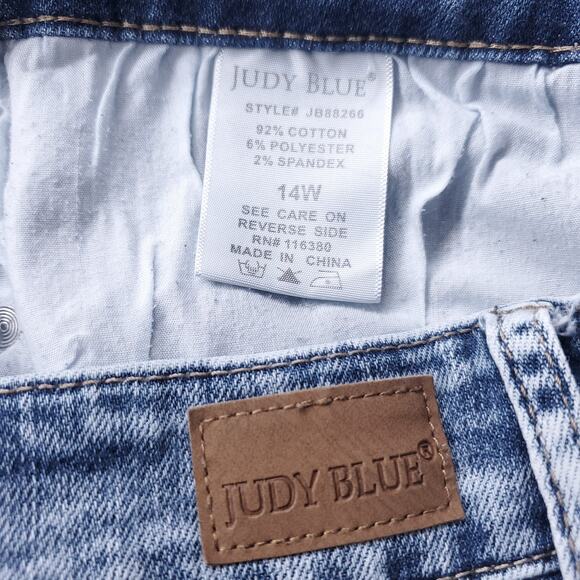 JUDY BLUE®
STYLE# JB88266
92% COTTON
6% POLYESTER
2% SPANDEX
14W
SEE CARE ON
REVERSE SIDE
RN# 116380
MADE IN CHINA
JUDY BLUE®